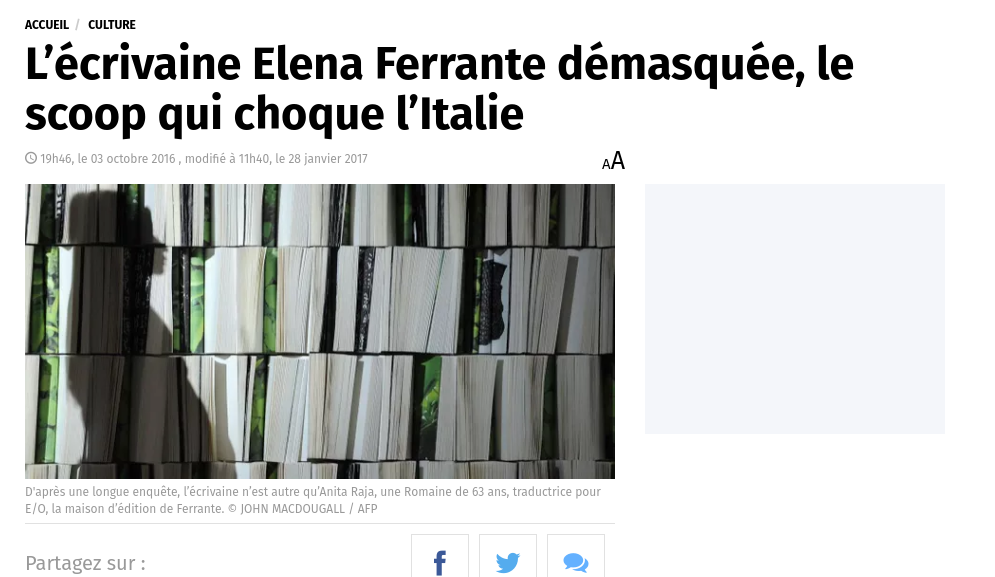 ACCUEIL / CULTURE
L’écrivaine Elena Ferrante démasquée, le
scoop qui choque l’Italie
19h46, le 03 octobre 2016 , modifié à 11h40, le 28 janvier 2017
AA
D'après une longue enquête, l’écrivaine n’est autre qu’Anita Raja, une Romaine de 63 ans, traductrice pour
E/O, la maison d’édition de Ferrante. © JOHN MACDOUGALL / AFP
Partagez sur :